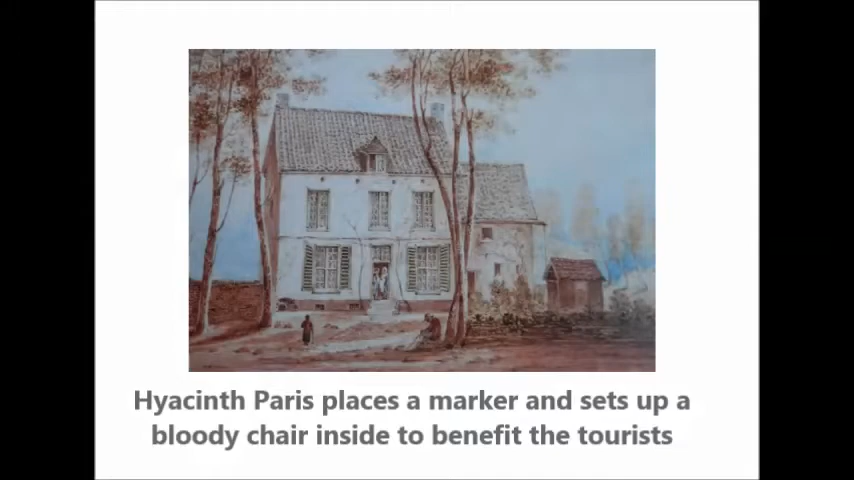 Hyacinth Paris places a marker and sets up a
bloody chair inside to benefit the tourists